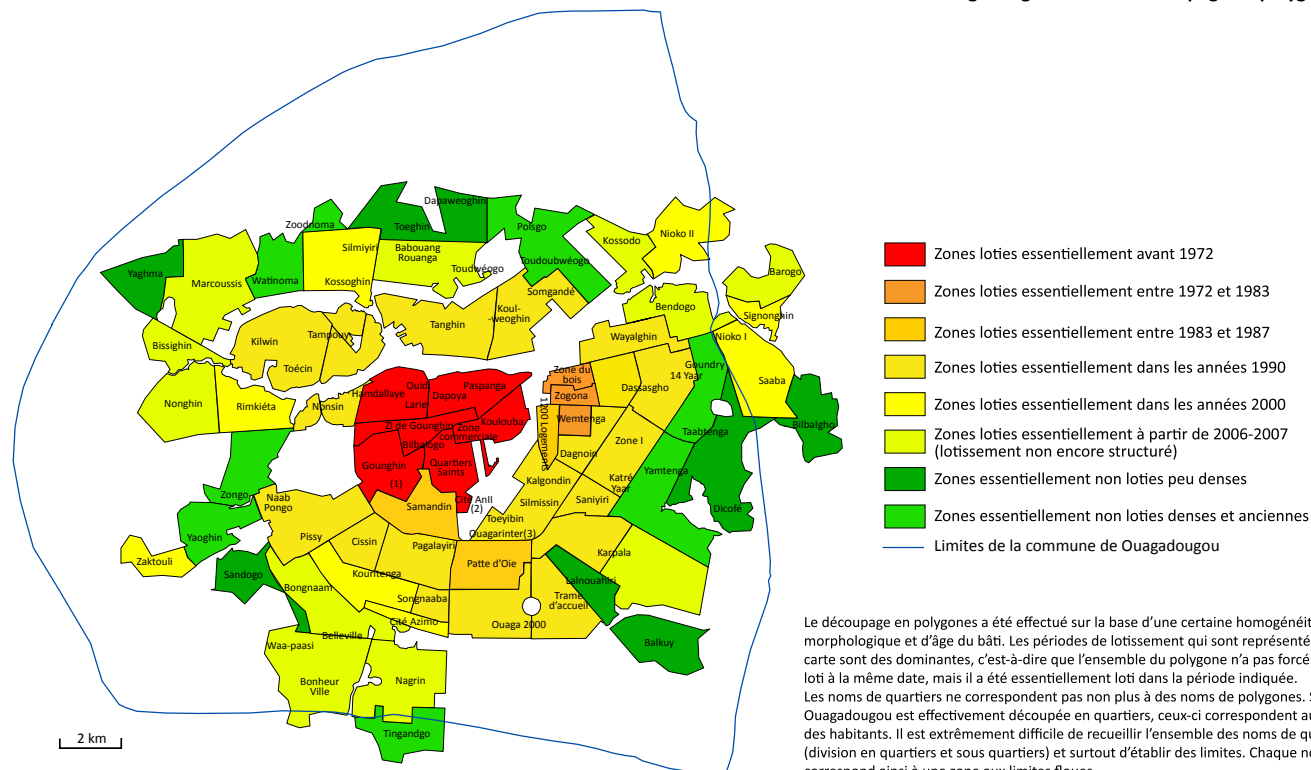 Dapaweoghin
Zoodnoma
Toeghin
Poïsgo
Nioko II
Kossodo
Silmiyiri
Babouang
Rouanga
Toudoubwéogo
Toudwéogo
Yaghma
Marcoussis
Watinoma
Kossoghin
Barogo
Somgandé
Bendogo
Signonghin
Koul-
-weoghin
Tanghin
Tampouy
Kilwin
Bissighin
Wayalghin
Nioko I
Toécin
Goundry
14 Yaar
Zone du
bois
Dassasgho
Saaba
Ouidi
Paspanga
Hamdallaye
Larlé
Dapoya
Zogona
Nonghin
Rimkiéta
Nonsin
1200 Logements
Wemtenga
Koulouba
Zi de Gounghin
Zone
commerciale
Bilbalogo
Bilbalgho
Taabtenga
Zone I
Dagnoin
Gounghin
(1)
Quartiers
Saints
Yamtenga
Katré
Yaar
Kalgondin
Zongo
Naab
Pongo
Samandin
Cité AnII
(2)
Silmissin
Saniyiri
Dicofé
Toeyibin
Ouagarinter(3)
Yaoghin
Pissy
Cissin
Pagalayiri
Karpala
Zaktouli
Sandogo
Patte d'Oie
Kouritenga
Bongnaam
Lalnouahiri
Songnaaba
Trame
d'accueil
Cité Azimo
Ouaga 2000
Belleville
Waa-paasi
Balkuy
Bonheur
Ville
Nagrin
Tingandgo
2 km
Zones loties essentiellement avant 1972
Zones loties essentiellement entre 1972 et 1983
Zones loties essentiellement entre 1983 et 1987
Zones loties essentiellement dans les années 1990
Zones loties essentiellement dans les années 2000
Zones loties essentiellement à partir de 2006-2007
(lotissement non encore structuré)
Zones essentiellement non loties peu denses
Zones essentiellement non loties denses et anciennes
Limites de la commune de Ouagadougou
Le découpage en polygones a été effectué sur la base d'une certaine homogénéit
morphologique et d'âge du bâti. Les périodes de lotissement qui sont représenté
carte sont des dominantes, c'est-à-dire que l'ensemble du polygone n'a pas forcé
loti à la même date, mais il a été essentiellement loti dans la période indiquée.
Les noms de quartiers ne correspondent pas non plus à des noms de polygones. S
Ouagadougou est effectivement découpée en quartiers, ceux-ci correspondent au
des habitants. Il est extrêmement difficile de recueillir l'ensemble des noms de qu
(division en quartiers et sous quartiers) et surtout d'établir des limites. Chaque no
correspond ainsi à une zone aux limites floues